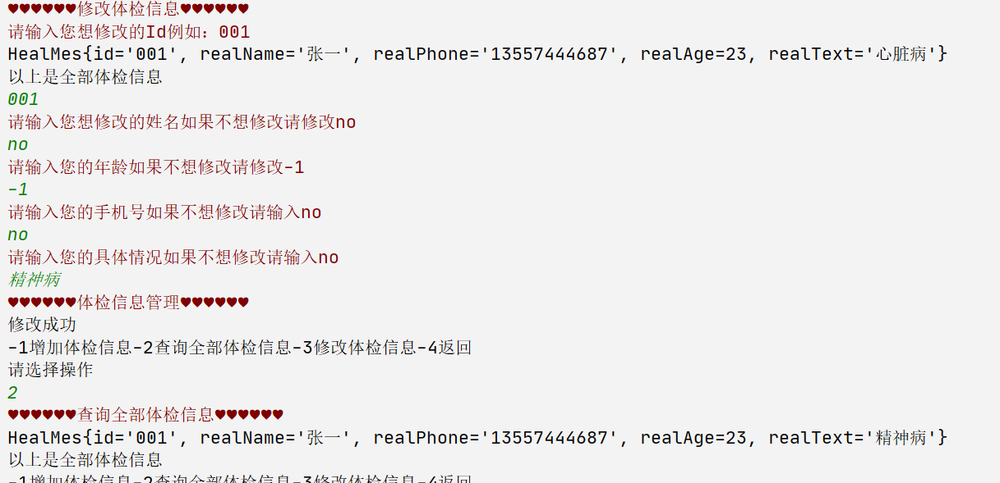 ♥♥♥♥♥♥修改体检信息♥♥♥♥♥♥
请输入您想修改的Id例如：001
HealMes{id='001', realName='张一', realPhone='13557444687', realAge=23, realText='心脏病'}
以上是全部体检信息
001
请输入您想修改的姓名如果不想修改请修改no
no
请输入您的年龄如果不想修改请修改-1
-1
请输入您的手机号如果不想修改请输入no
no
请输入您的具体情况如果不想修改请输入no
精神病
♥♥♥♥♥♥体检信息管理♥♥♥♥♥♥
修改成功
-1增加体检信息-2查询全部体检信息-3修改体检信息-4返回
请选择操作
2
♥♥♥♥♥♥查询全部体检信息♥♥♥♥♥♥
HealMes{id='001', realName='张一', realPhone='13557444687', realAge=23, realText='精神病'}
以上是全部体检信息
-1增加体检信息-2查询全部体检信息-3修改体检信息-4返回